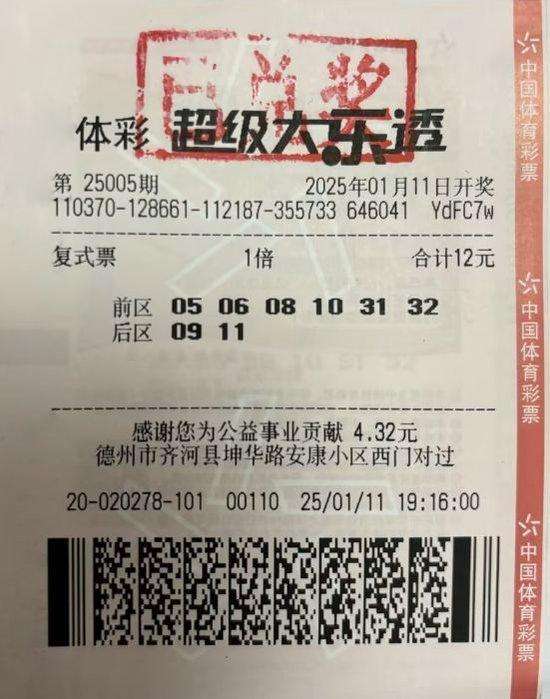 已兑奖
体彩 超级大乐透
第 25005期 2025年01月11日开奖
110370-128661-112187-355733 646041 YdFC7w
复式票 1倍 合计12元
前区 05 06 08 10 31 32
后区 09 11
感谢您为公益事业贡献 4.32元
德州市齐河县坤华路安康小区西门对过
20-020278-101 00110 25/01/11 19:16:00
中国体育彩票
中国体育彩票
中国体育彩票